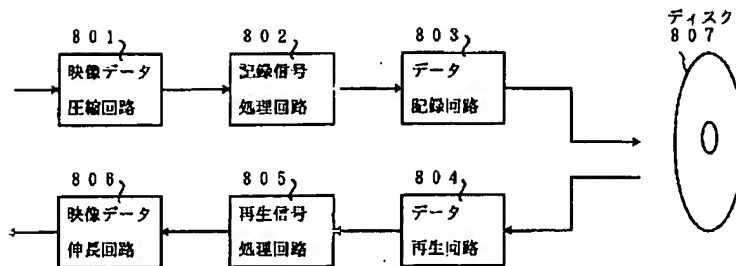 ディスク
807
801
802
803
映像データ
圧縮回路
記録信号
処理回路
データ
記録回路
806
805
804
映像データ
伸長回路
再生信号
処理回路
データ
再生回路